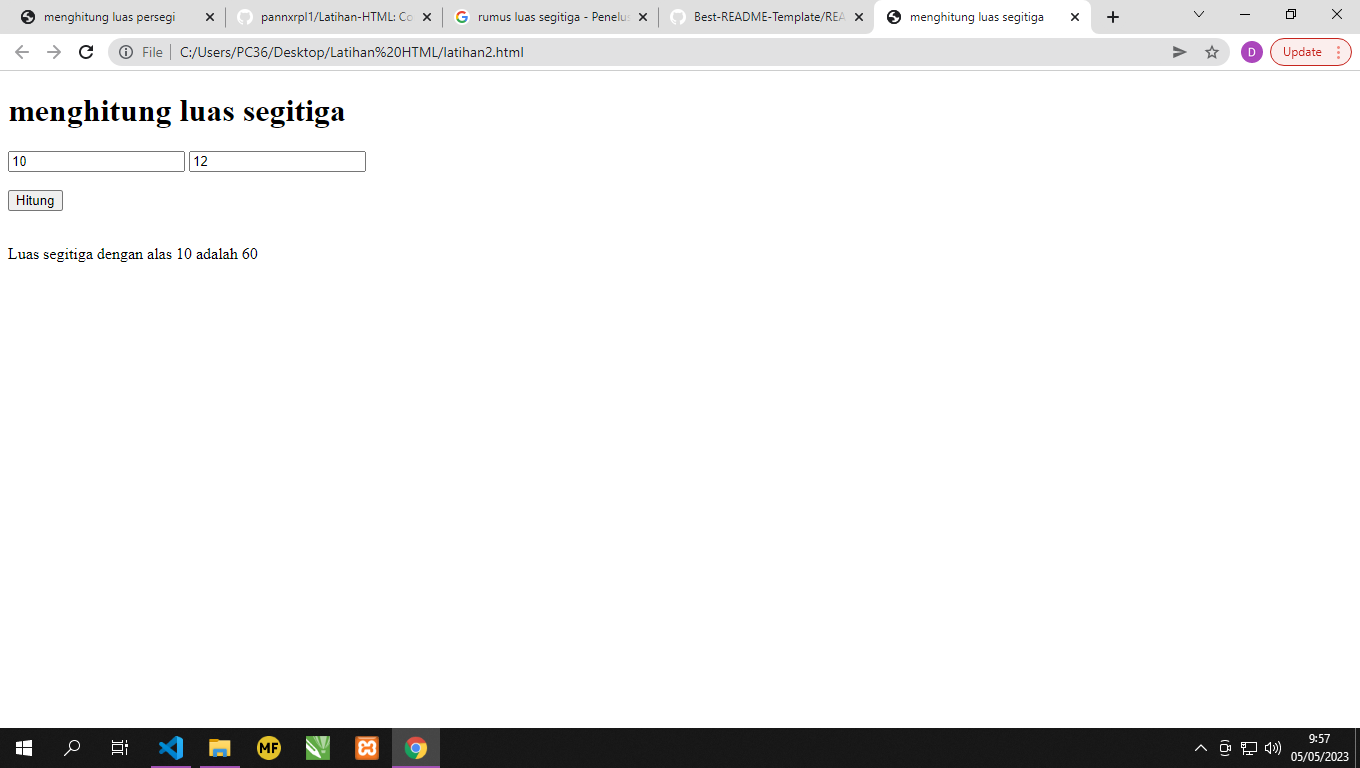 menghitung luas persegi
pannxrpl1/Latihan-HTML: Co
rumus luas segitiga - Penelus
Best-README-Template/REA
menghitung luas segitiga
File
C:/Users/PC36/Desktop/Latihan%20HTML/latihan2.html
D
Update
menghitung luas segitiga
10
12
Hitung
Luas segitiga dengan alas 10 adalah 60
MF
9:57
05/05/2023